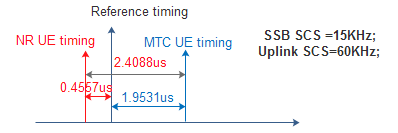 Reference timing
NR UE timing
MTC UE timing
SSB SCS =15KHz;
Uplink SCS=60KHz;
2.4088us
0.4557us
1.9531us